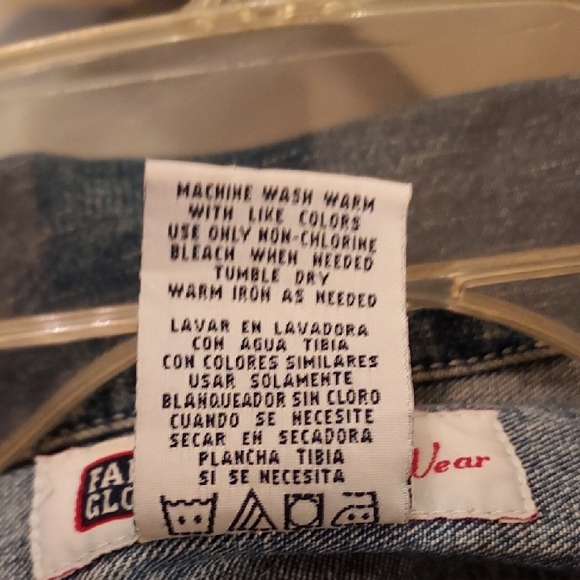 MACHINE WASH WARM
WITH LIKE COLORS
USE ONLY NON-CHLORINE
BLEACH WHEN NEEDED
TUMBLE DRY
WARM IRON AS NEEDED
LAVAR EN LAVADORA
CON AGUA TIBIA
CON COLORES SIMILARES
USAR SOLAMENTE
BLANQUEADOR SIN CLORO
CUANDO SE NECESITE
SECAR EN SECADORA
PLANCHA TIBIA
SI SE NECESITA
FA
GLO
Wear